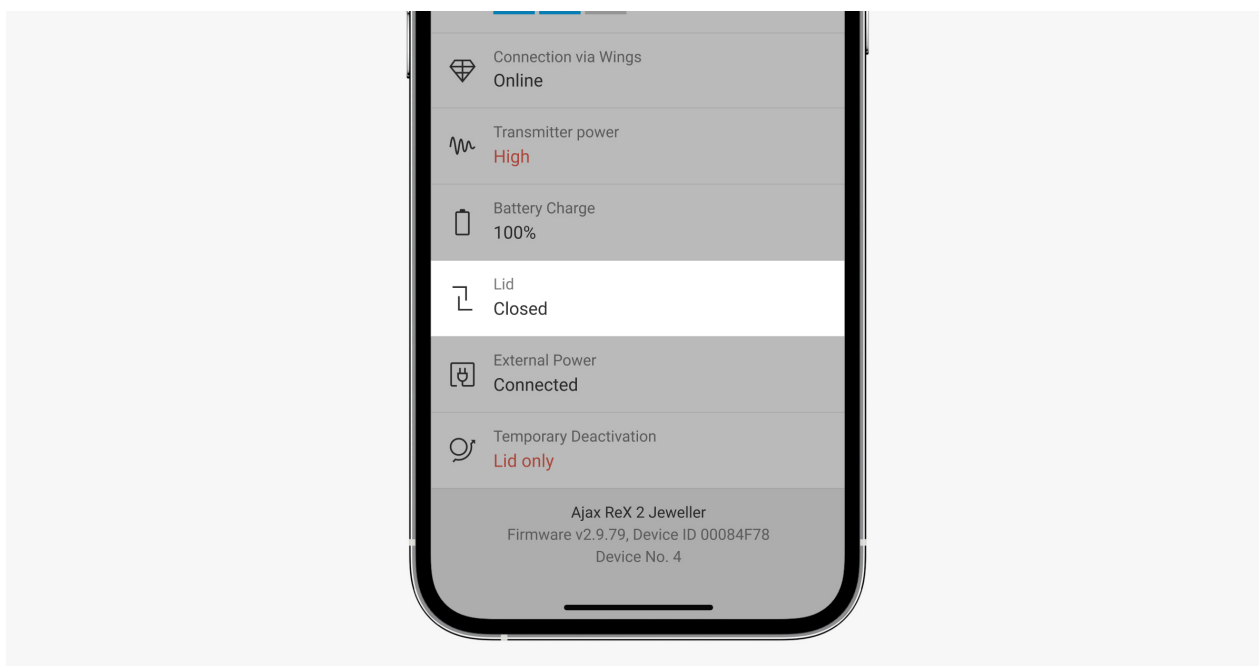 Connection via Wings
Online
Transmitter power
High
Battery Charge
100%
Lid
Closed
External Power
Connected
Temporary Deactivation
Lid only
Ajax ReX 2 Jeweller
Firmware v2.9.79, Device ID 00084F78
Device No. 4